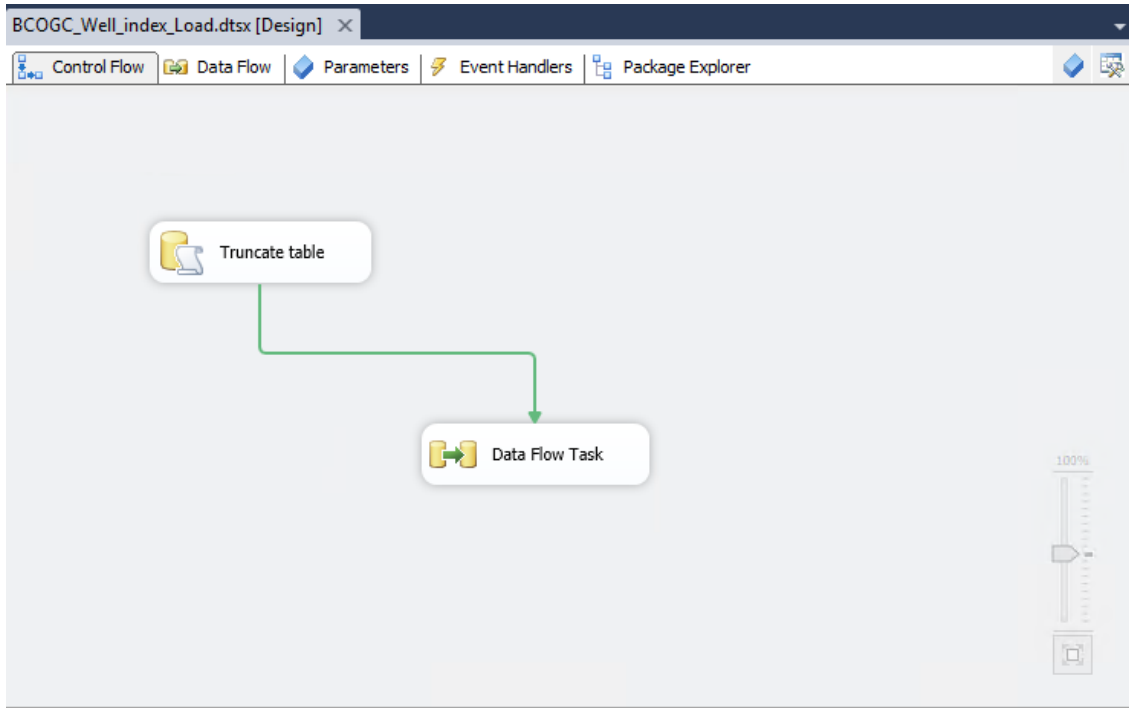 BCOGC_Well_index_Load.dtsx [Design]
Control Flow Data Flow Parameters Event Handlers Package Explorer
Truncate table
Data Flow Task
100%